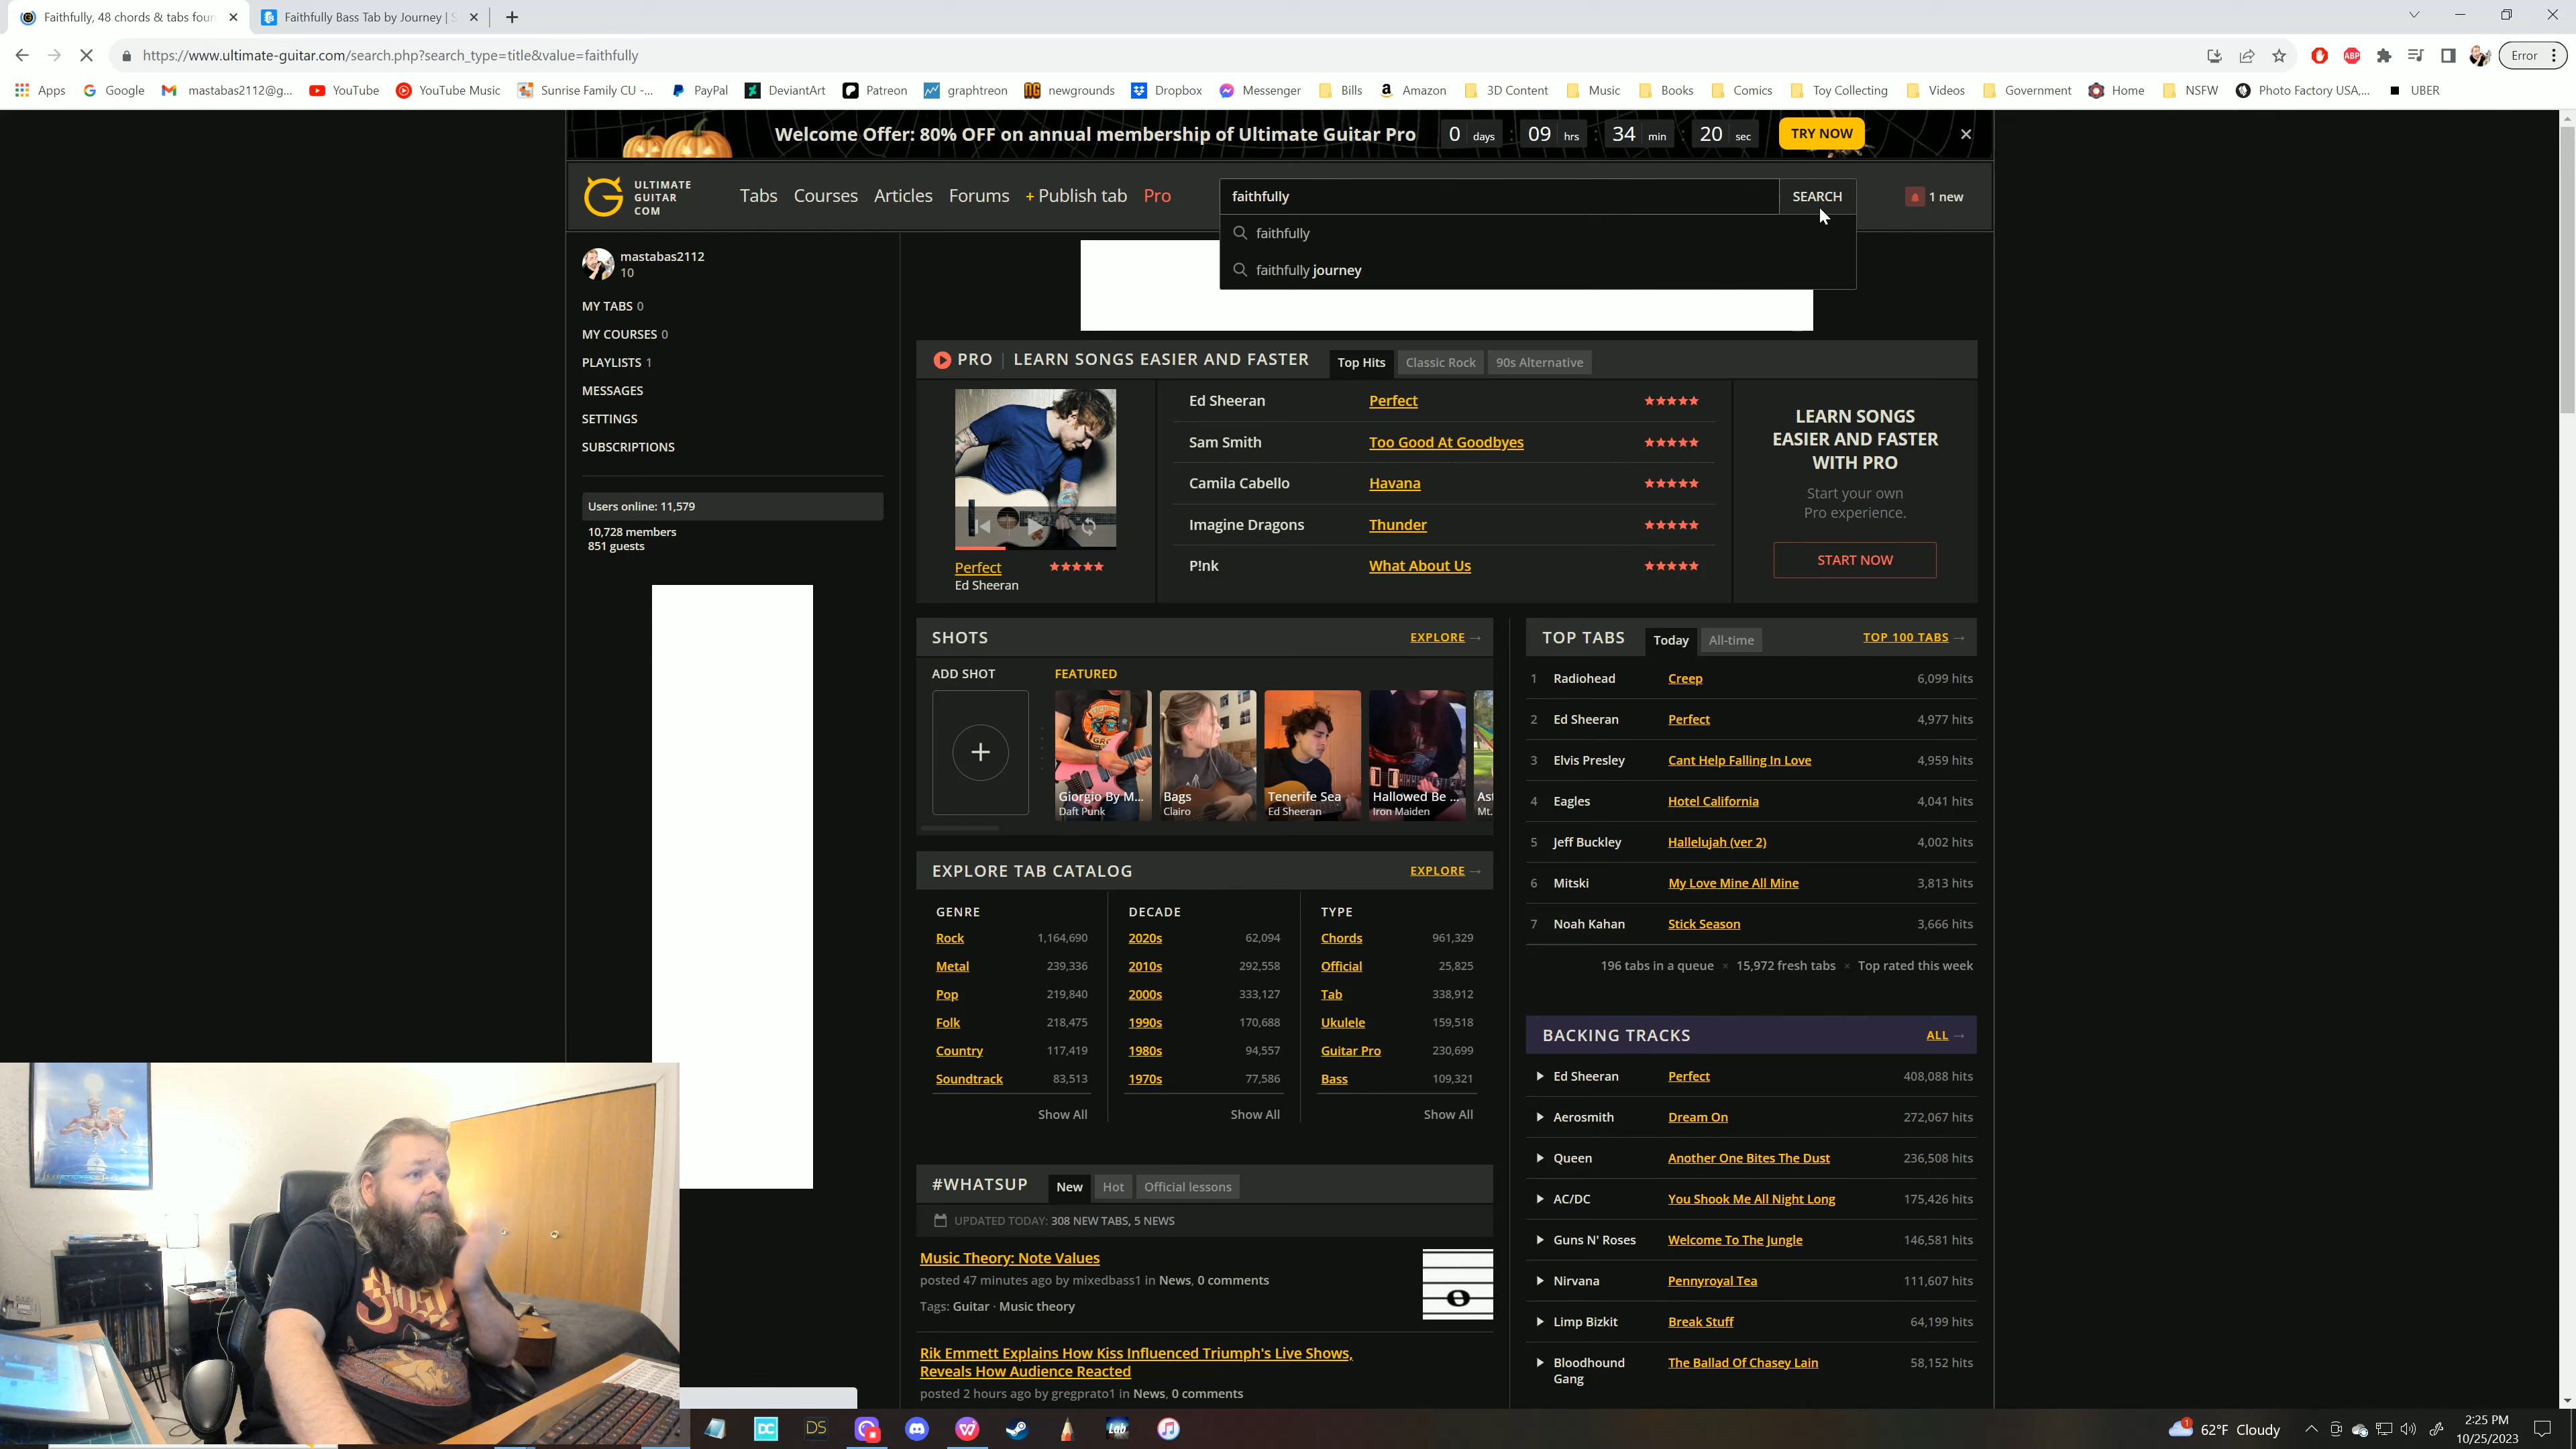 Faithfully, 48 chords & tabs foun
Faithfully Bass Tab by Journey | S
https://www.ultimate-guitar.com/search.php?search_type=title&value=faithfully
Error
Apps Google mastabas2112@g... YouTube YouTube Music Sunrise Family CU -... PayPal DeviantArt Patreon graphtreon newgrounds Dropbox Messenger Bills Amazon 3D Content Music Books Comics Toy Collecting Videos Government Home NSFW Photo Factory USA,... UBER
Welcome Offer: 80% OFF on annual membership of Ultimate Guitar Pro 0 days : 09 hrs : 34 min : 20 sec TRY NOW
ULTIMATE
GUITAR
COM
Tabs Courses Articles Forums + Publish tab Pro
faithfully
SEARCH
1 new
faithfully
faithfully journey
mastabas2112
10
MY TABS 0
MY COURSES 0
PLAYLISTS 1
MESSAGES
SETTINGS
SUBSCRIPTIONS
Users online: 11,579
10,728 members
851 guests
PRO | LEARN SONGS EASIER AND FASTER Top Hits Classic Rock 90s Alternative
Perfect
Ed Sheeran
Ed Sheeran Perfect
Sam Smith Too Good At Goodbyes
Camila Cabello Havana
Imagine Dragons Thunder
P!nk What About Us
LEARN SONGS
EASIER AND FASTER
WITH PRO
Start your own
Pro experience.
START NOW
SHOTS EXPLORE →
ADD SHOT FEATURED
Giorgio By M...
Daft Punk
Bags
Clairo
Tenerife Sea
Ed Sheeran
Hallowed Be ...
Iron Maiden
Ast
Mt.
TOP TABS Today All-time TOP 100 TABS →
1 Radiohead Creep 6,099 hits
2 Ed Sheeran Perfect 4,977 hits
3 Elvis Presley Cant Help Falling In Love 4,959 hits
4 Eagles Hotel California 4,041 hits
5 Jeff Buckley Hallelujah (ver 2) 4,002 hits
6 Mitski My Love Mine All Mine 3,813 hits
7 Noah Kahan Stick Season 3,666 hits
196 tabs in a queue × 15,972 fresh tabs × Top rated this week
EXPLORE TAB CATALOG EXPLORE →
GENRE DECADE TYPE
Rock 1,164,690 2020s 62,094 Chords 961,329
Metal 239,336 2010s 292,558 Official 25,825
Pop 219,840 2000s 333,127 Tab 338,912
Folk 218,475 1990s 170,688 Ukulele 159,518
Country 117,419 1980s 94,557 Guitar Pro 230,699
Soundtrack 83,513 1970s 77,586 Bass 109,321
Show All Show All Show All
BACKING TRACKS ALL →
Ed Sheeran Perfect 408,088 hits
Aerosmith Dream On 272,067 hits
Queen Another One Bites The Dust 236,508 hits
AC/DC You Shook Me All Night Long 175,426 hits
Guns N' Roses Welcome To The Jungle 146,581 hits
Nirvana Pennyroyal Tea 111,607 hits
Limp Bizkit Break Stuff 64,199 hits
Bloodhound Gang The Ballad Of Chasey Lain 58,152 hits
#WHATSUP New Hot Official lessons
UPDATED TODAY: 308 NEW TABS, 5 NEWS
Music Theory: Note Values
posted 47 minutes ago by mixedbass1 in News, 0 comments
Tags: Guitar · Music theory
Rik Emmett Explains How Kiss Influenced Triumph's Live Shows,
Reveals How Audience Reacted
posted 2 hours ago by gregprato1 in News, 0 comments
Ghost
DC DS Lab
1 62°F Cloudy
2:25 PM
10/25/2023